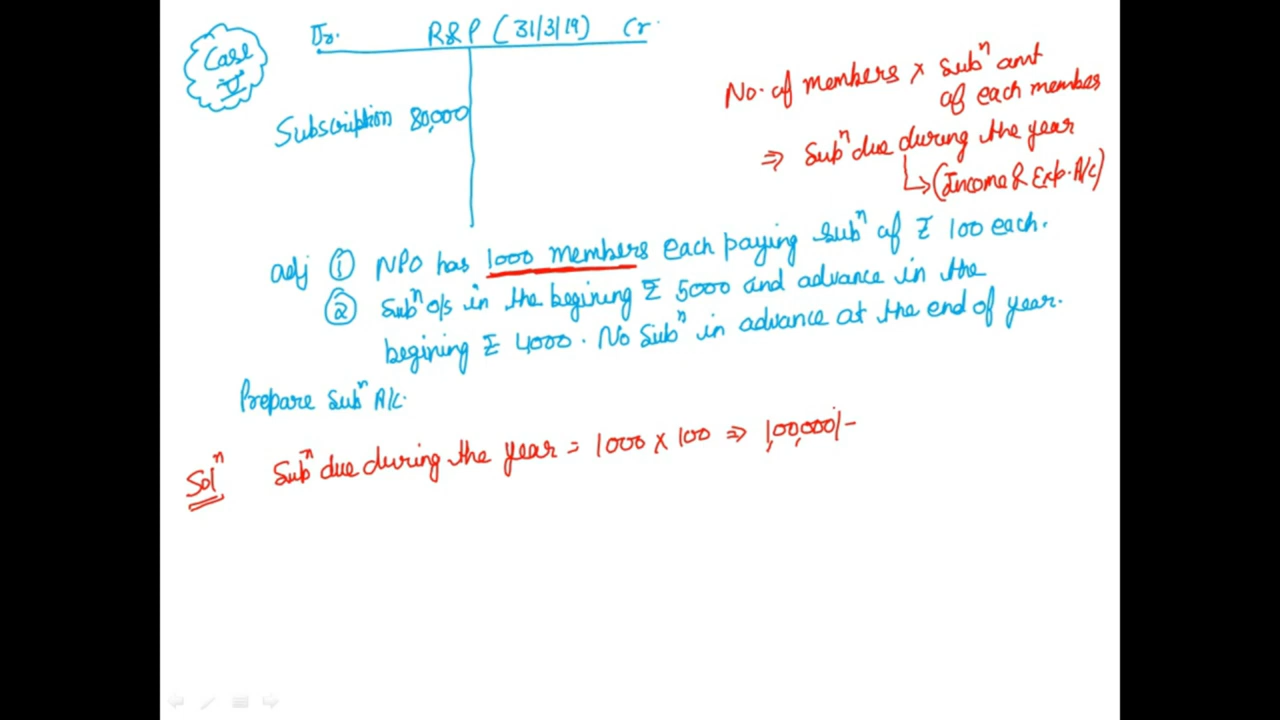 Case
V
Dr. R&P (31/3/19) Cr.
Subscription 80,000
No. of members x Subⁿ amt
of each member
⇒ Subⁿ due during the year
↳ (Income & Exp. A/c)
adj ① NPO has 1000 members each paying Subⁿ of ₹ 100 each.
② Subⁿ o/s in the begining ₹ 5000 and advance in the
begining ₹ 4000. No Subⁿ in advance at the end of year.
Prepare Subⁿ A/c.
Solⁿ Subⁿ due during the year = 1000 x 100 ⇒ 1,00,000/-